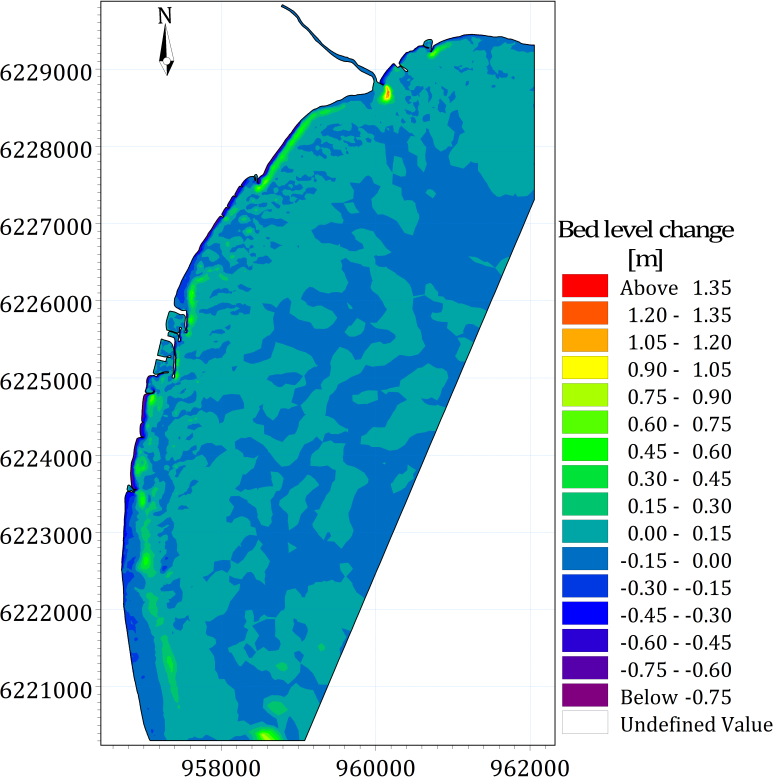 N
6229000
6228000
6227000
6226000
6225000
6224000
6223000
6222000
6221000
958000 960000 962000
Bed level change
[m]
Above 1.35
1.20 - 1.35
1.05 - 1.20
0.90 - 1.05
0.75 - 0.90
0.60 - 0.75
0.45 - 0.60
0.30 - 0.45
0.15 - 0.30
0.00 - 0.15
-0.15 - 0.00
-0.30 - -0.15
-0.45 - -0.30
-0.60 - -0.45
-0.75 - -0.60
Below -0.75
Undefined Value